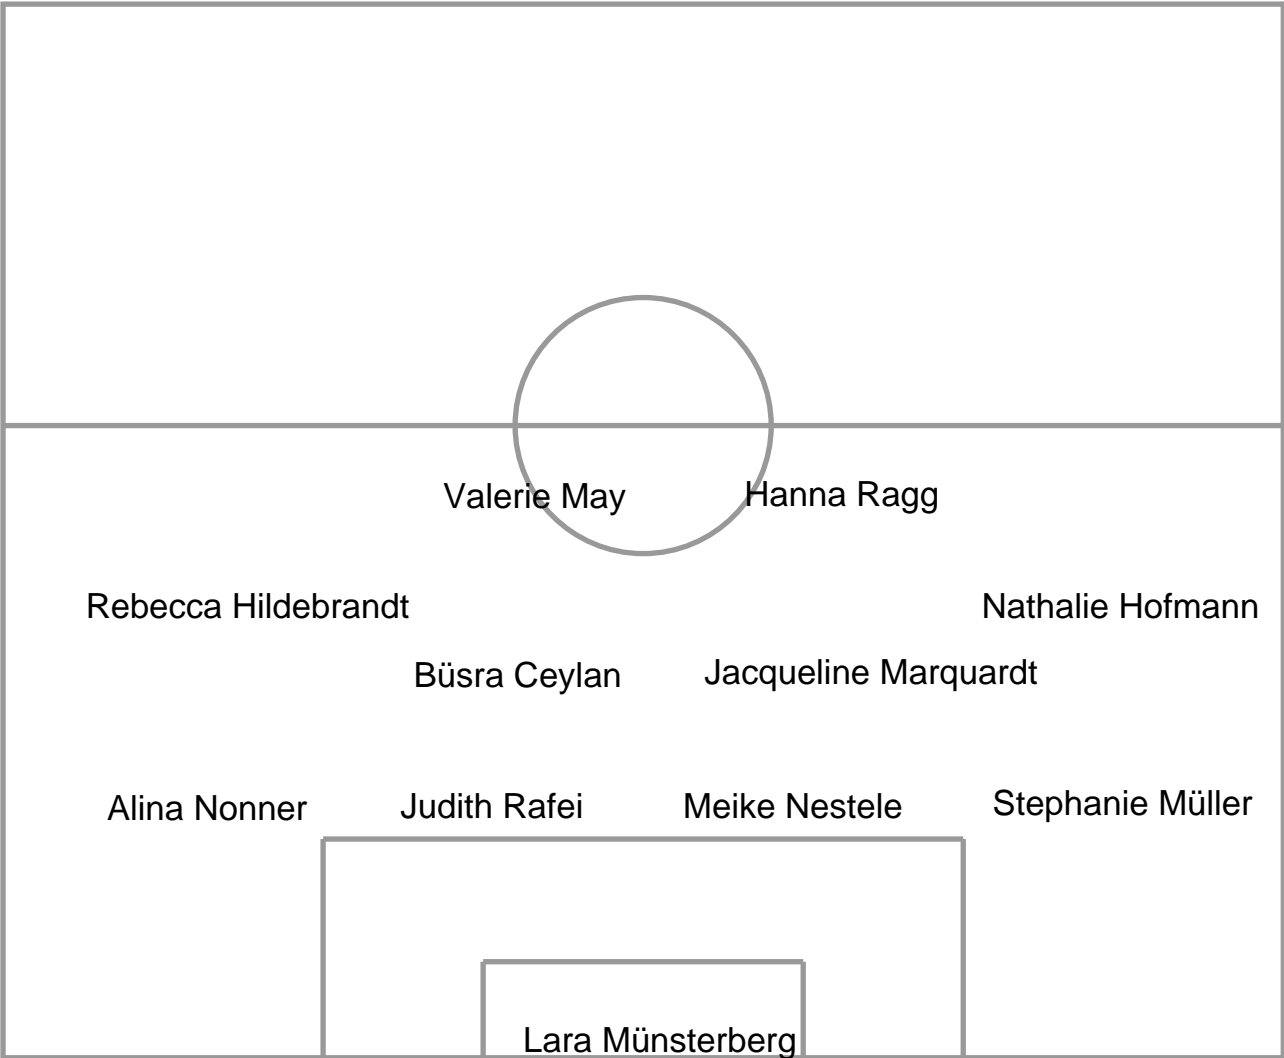 Valerie May
Hanna Ragg
Rebecca Hildebrandt
Nathalie Hofmann
Büsra Ceylan
Jacqueline Marquardt
Alina Nonner
Judith Rafei
Meike Nestele
Stephanie Müller
Lara Münsterberg